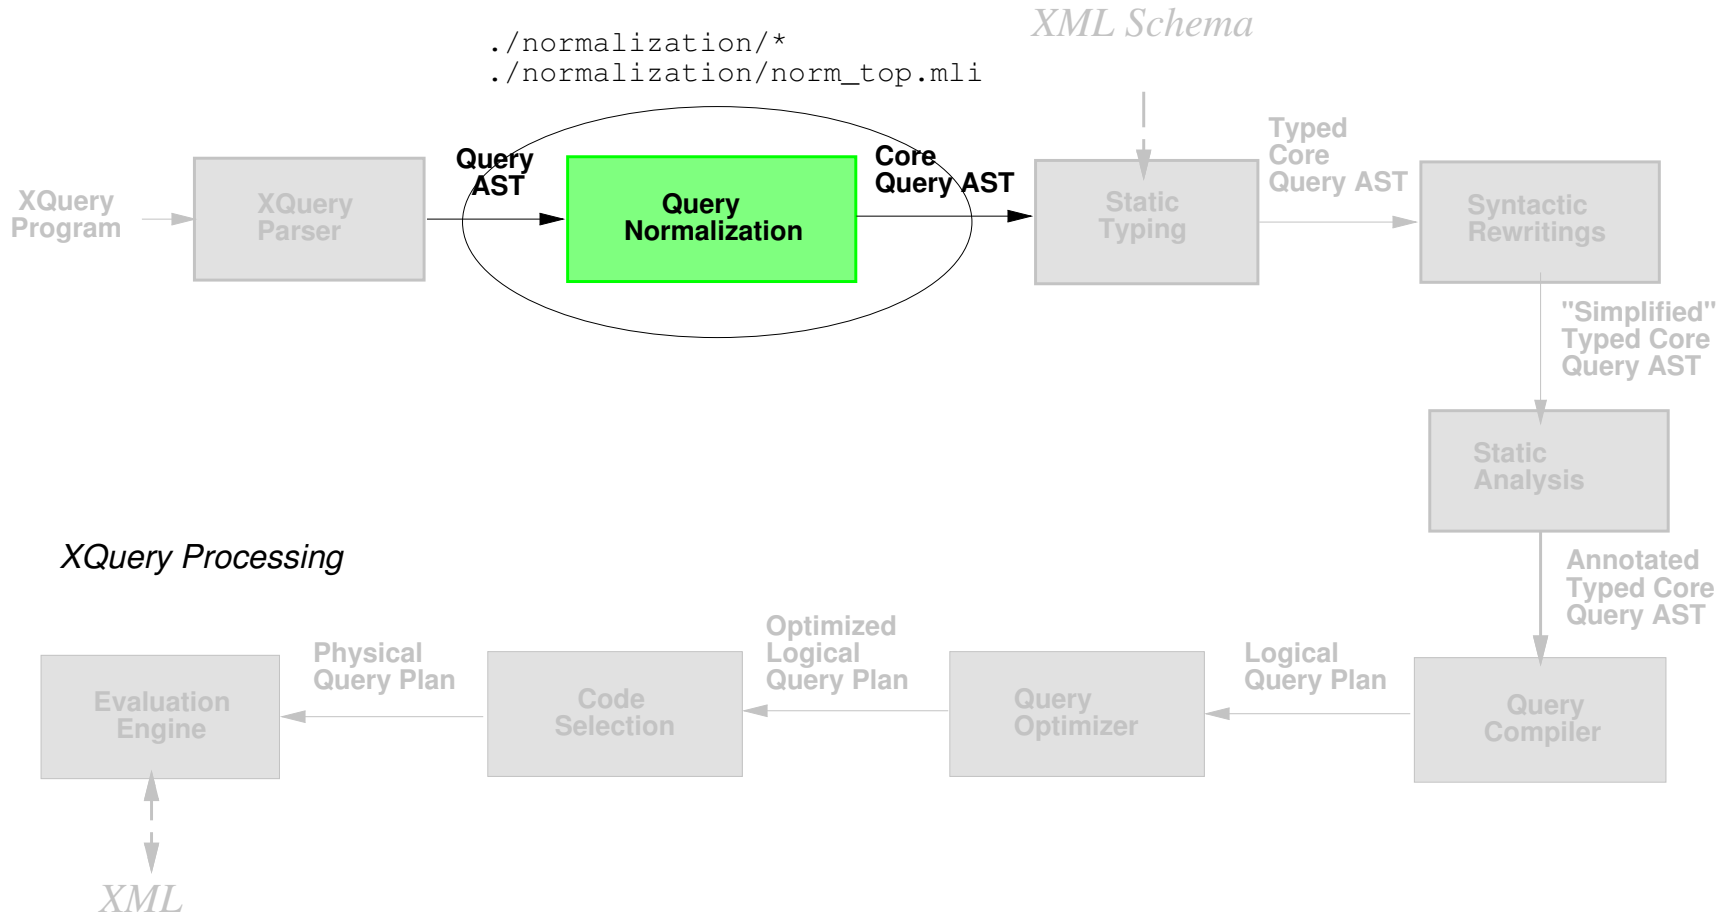 XML Schema
./normalization/*
./normalization/norm_top.mli
XQuery
Program
XQuery
Parser
Query
AST
Query
Normalization
Core
Query AST
Static
Typing
Typed
Core
Query AST
Syntactic
Rewritings
"Simplified"
Typed Core
Query AST
Static
Analysis
XQuery Processing
Annotated
Typed Core
Query AST
Query
Compiler
Logical
Query Plan
Query
Optimizer
Optimized
Logical
Query Plan
Code
Selection
Physical
Query Plan
Evaluation
Engine
XML